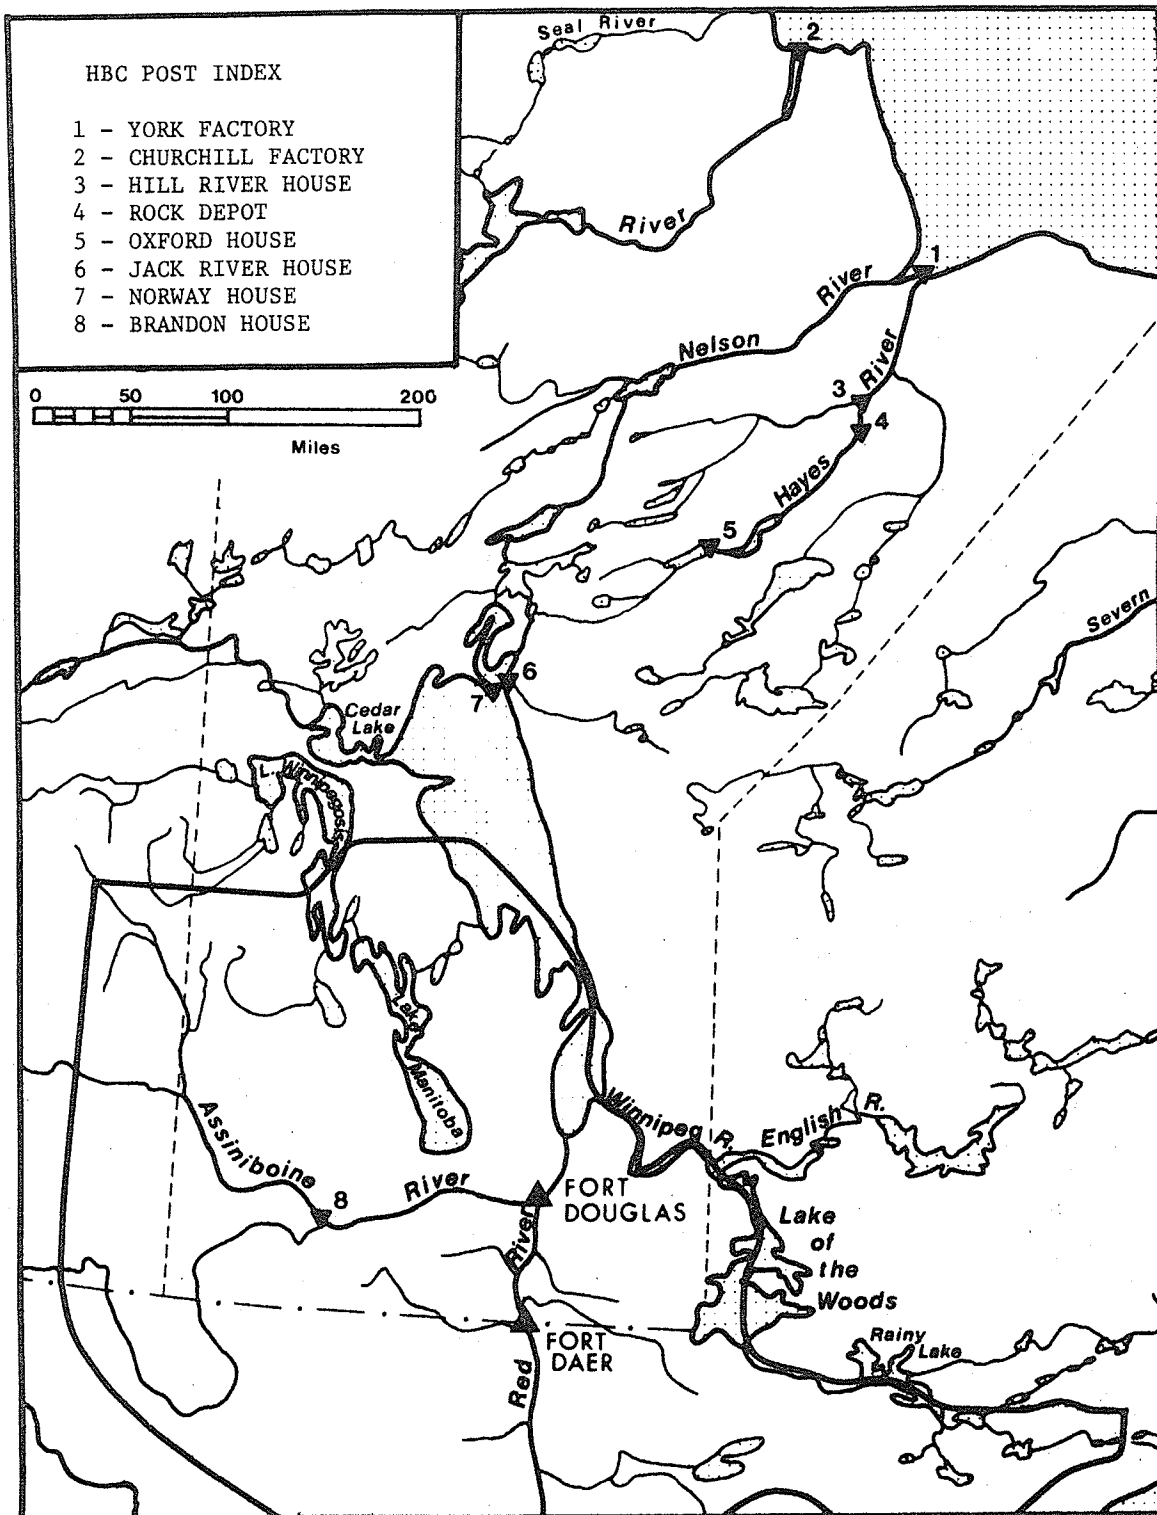 HBC POST INDEX
1 - YORK FACTORY
2 - CHURCHILL FACTORY
3 - HILL RIVER HOUSE
4 - ROCK DEPOT
5 - OXFORD HOUSE
6 - JACK RIVER HOUSE
7 - NORWAY HOUSE
8 - BRANDON HOUSE
0 50 100 200
Miles
Seal River
2
River
1
Nelson River
River
3
4
Hayes
5
Severn
6
7
Cedar
Lake
L. Winnipegosis
Lake
Manitoba
Winnipeg R.
English R.
Assiniboine
River
8
FORT
DOUGLAS
River
Lake
of
the
Woods
FORT
DAER
Rainy
Lake
Red